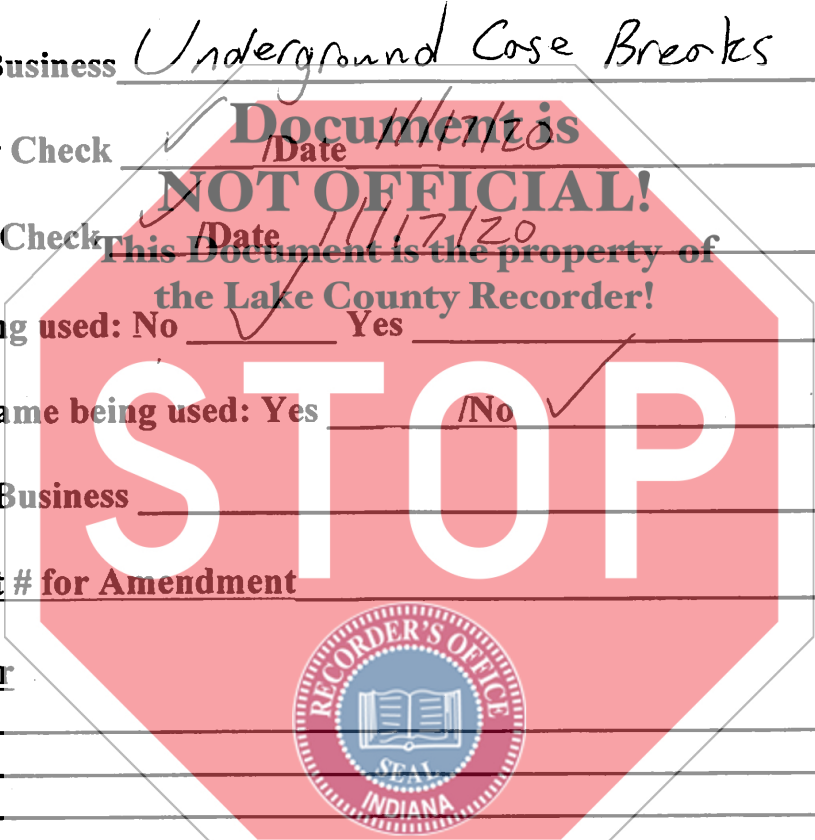 Business Underground Case Breaks
Document is
Check ✓ /Date 11/17/20
NOT OFFICIAL!
Check ✓ /Date 11/17/20
This Document is the property of
the Lake County Recorder!
ng used: No ✓ Yes
STOP
ame being used: Yes /No ✓
Business
t # for Amendment
r
RECORDER'S OFFICE
SEAL
INDIANA